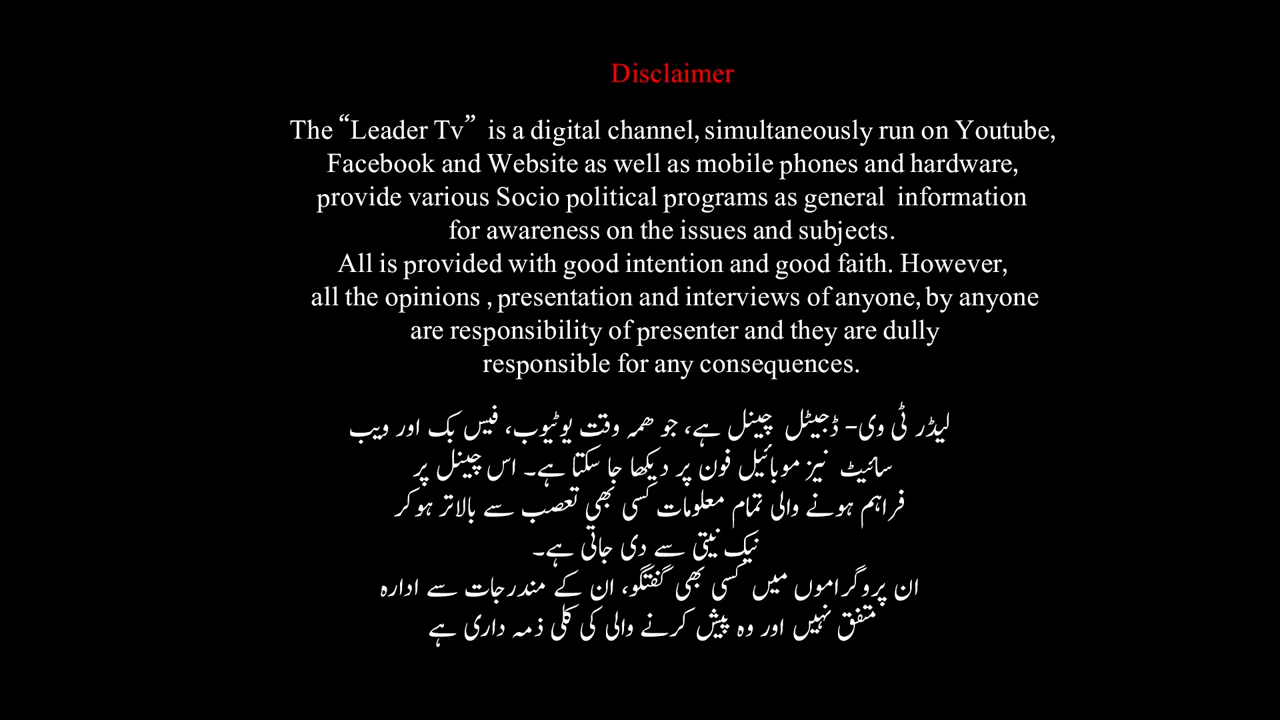 Disclaimer
The “Leader Tv” is a digital channel, simultaneously run on Youtube,
Facebook and Website as well as mobile phones and hardware,
provide various Socio political programs as general information
for awareness on the issues and subjects.
All is provided with good intention and good faith. However,
all the opinions , presentation and interviews of anyone, by anyone
are responsibility of presenter and they are dully
responsible for any consequences.
لیڈر ٹی وی- ڈجیٹل چینل ہے، جو ھمہ وقت یوٹیوب، فیس بک اور ویب
سائیٹ نیز موبائیل فون پر دیکھا جا سکتا ہے۔ اس چینل پر
فراہم ہونے والی تمام معلومات کسی بھی تعصب سے بالاتر ہوکر
نیک نیتی سے دی جاتی ہے۔
ان پروگراموں میں کسی بھی گفتگو، ان کے مندرجات سے ادارہ
متفق نہیں اور وہ پیش کرنے والی کی کلی ذمہ داری ہے